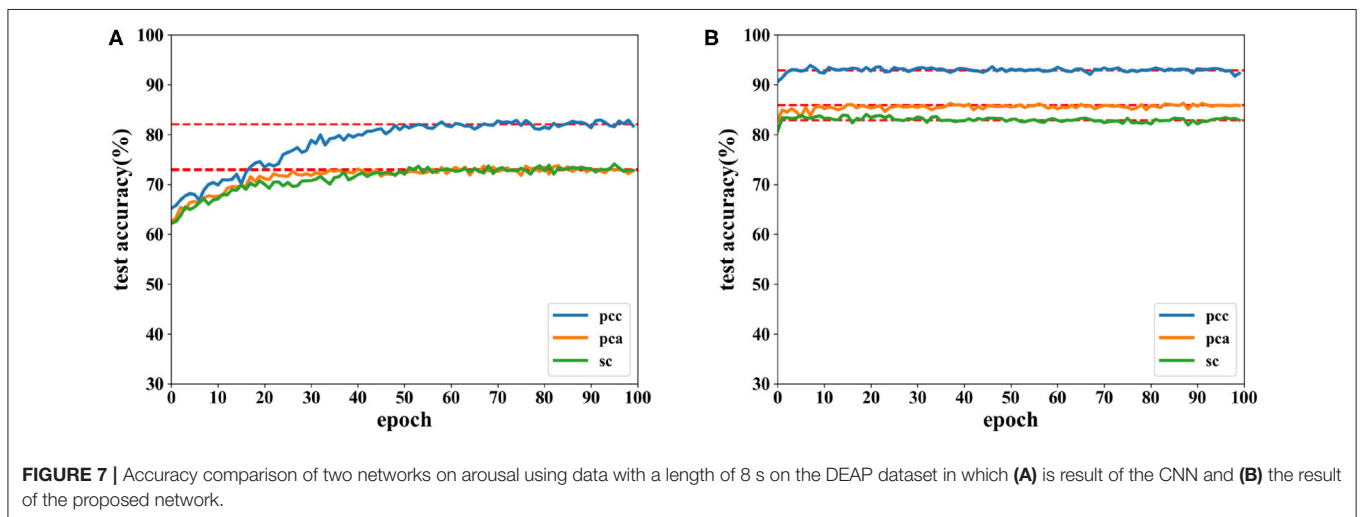 A
100
90
80
70
60
50
40
30
test accuracy(%)
0 10 20 30 40 50 60 70 80 90 100
epoch
pcc
pca
sc
B
100
90
80
70
60
50
40
30
test accuracy(%)
0 10 20 30 40 50 60 70 80 90 100
epoch
pcc
pca
sc
FIGURE 7 | Accuracy comparison of two networks on arousal using data with a length of 8 s on the DEAP dataset in which (A) is result of the CNN and (B) the result
of the proposed network.